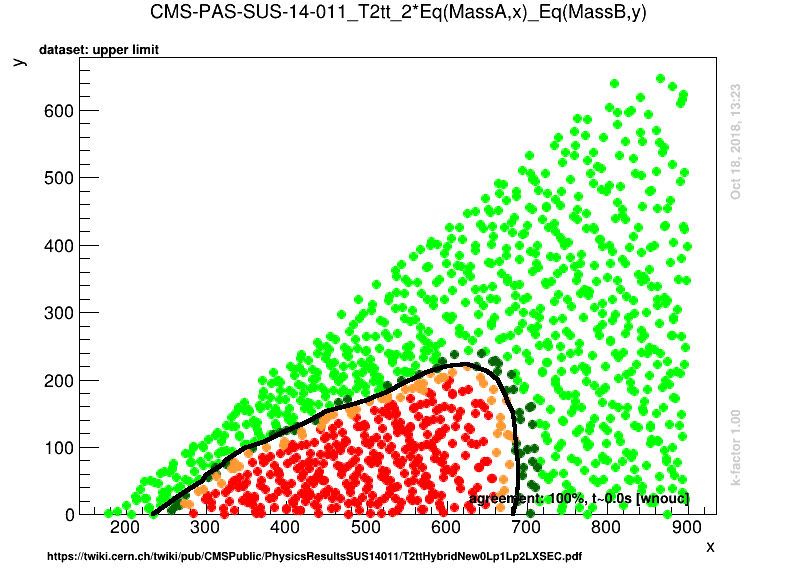 CMS-PAS-SUS-14-011_T2tt_2*Eq(MassA,x)_Eq(MassB,y)
dataset: upper limit
y
600
500
400
300
200
100
0
200 300 400 500 600 700 800 900
x
agreement: 100%, t~0.0s [wnouc]
Oct 18, 2018, 13:23
k-factor 1.00
https://twiki.cern.ch/twiki/pub/CMSPublic/PhysicsResultsSUS14011/T2ttHybridNew0Lp1Lp2LXSEC.pdf